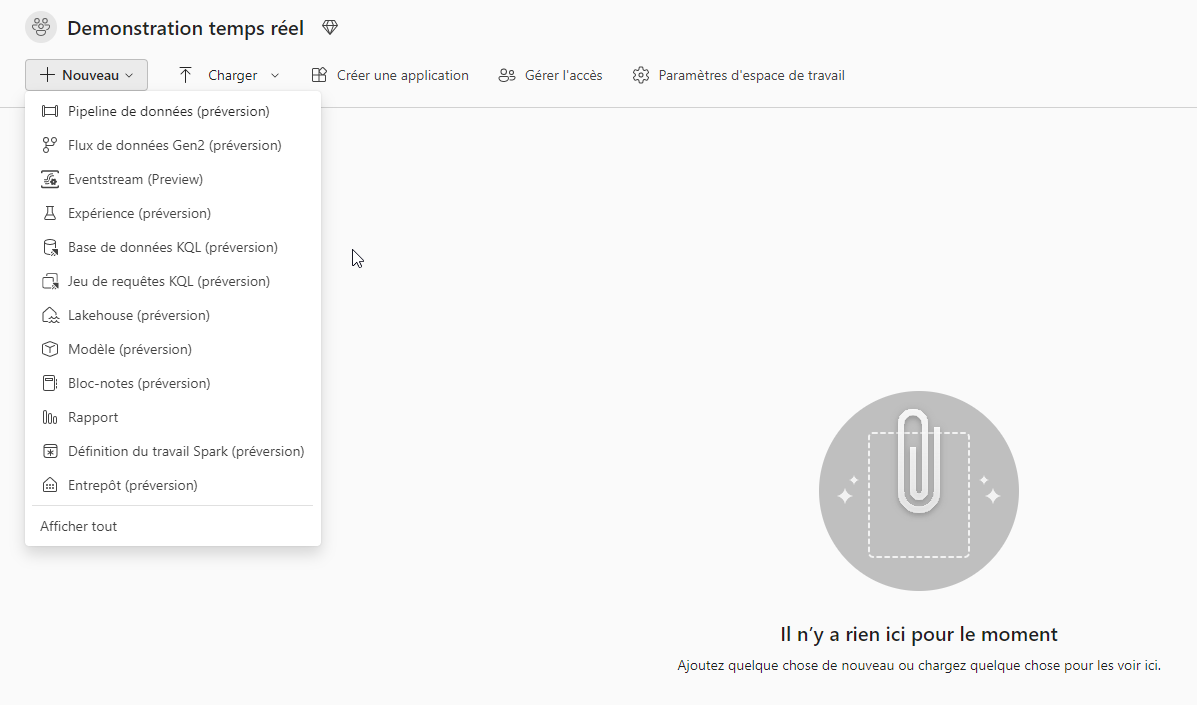 Demonstration temps réel
Nouveau
Charger
Créer une application
Gérer l'accès
Paramètres d'espace de travail
Pipeline de données (préversion)
Flux de données Gen2 (préversion)
Eventstream (Preview)
Expérience (préversion)
Base de données KQL (préversion)
Jeu de requêtes KQL (préversion)
Lakehouse (préversion)
Modèle (préversion)
Bloc-notes (préversion)
Rapport
Définition du travail Spark (préversion)
Entrepôt (préversion)
Afficher tout
Il n’y a rien ici pour le moment
Ajoutez quelque chose de nouveau ou chargez quelque chose pour les voir ici.